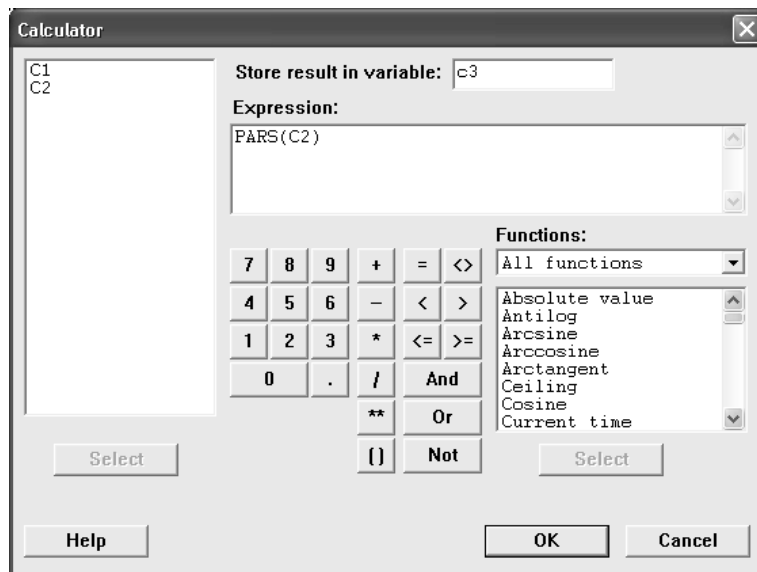 Calculator
C1
C2
Store result in variable: c3
Expression:
PARS(C2)
Functions:
All functions
7 8 9 + = <>
4 5 6 – < >
1 2 3 * <= >=
0 . / And
** Or
() Not
Absolute value
Antilog
Arcsine
Arccosine
Arctangent
Ceiling
Cosine
Current time
Select
Select
Help
OK
Cancel